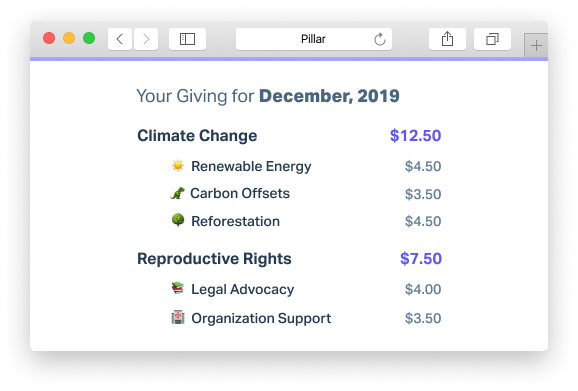 Pillar
Your Giving for December, 2019
Climate Change $12.50
Renewable Energy $4.50
Carbon Offsets $3.50
Reforestation $4.50
Reproductive Rights $7.50
Legal Advocacy $4.00
Organization Support $3.50